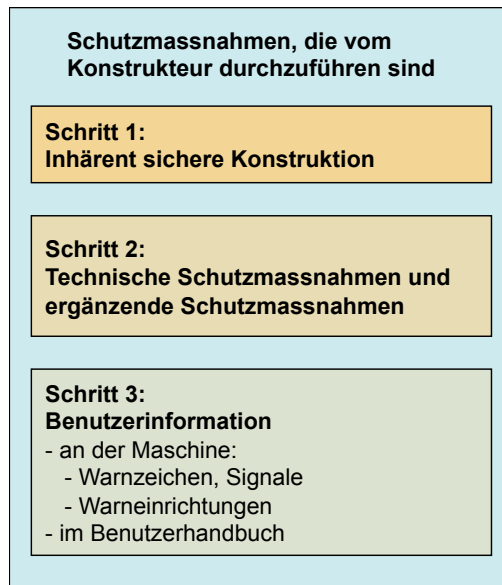 Schutzmassnahmen, die vom
Konstrukteur durchzuführen sind
Schritt 1:
Inhärent sichere Konstruktion
Schritt 2:
Technische Schutzmassnahmen und
ergänzende Schutzmassnahmen
Schritt 3:
Benutzerinformation
- an der Maschine:
- Warnzeichen, Signale
- Warneinrichtungen
- im Benutzerhandbuch